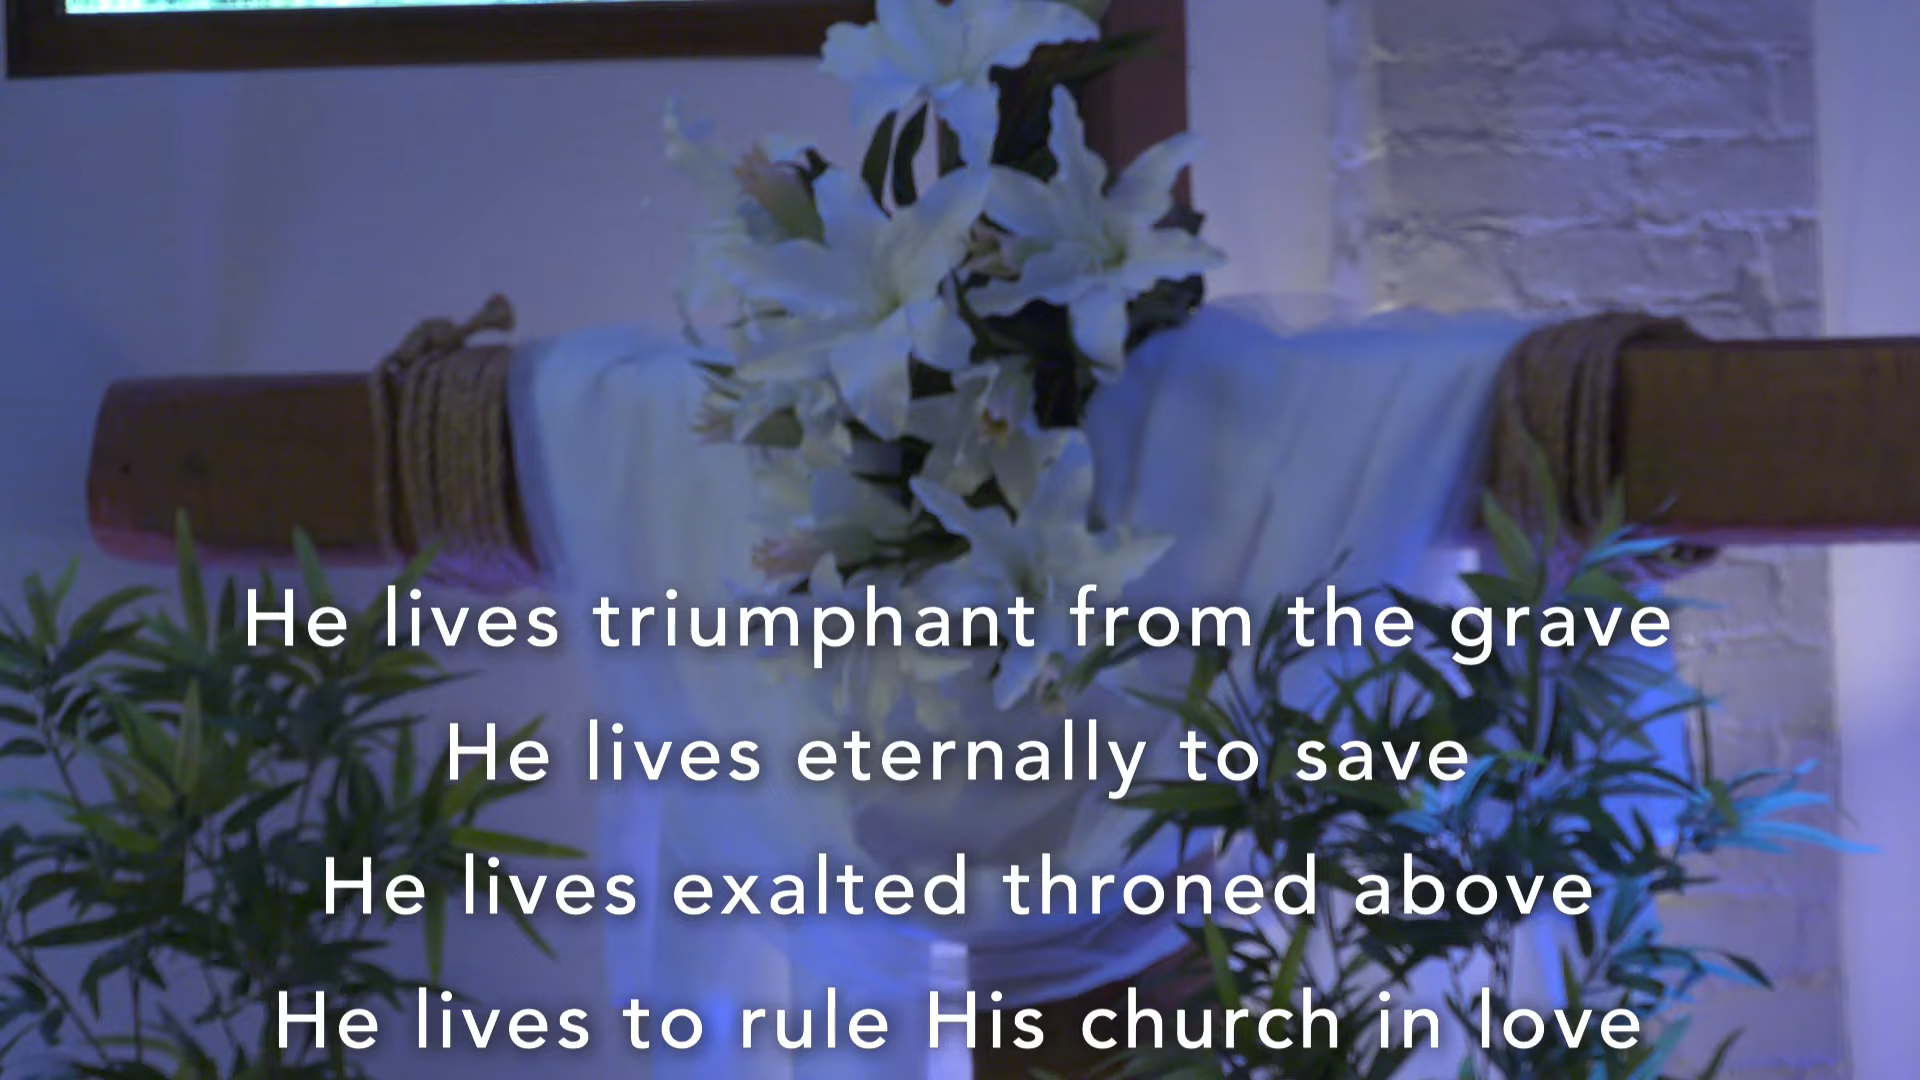 He lives triumphant from the grave
He lives eternally to save
He lives exalted throned above
He lives to rule His church in love